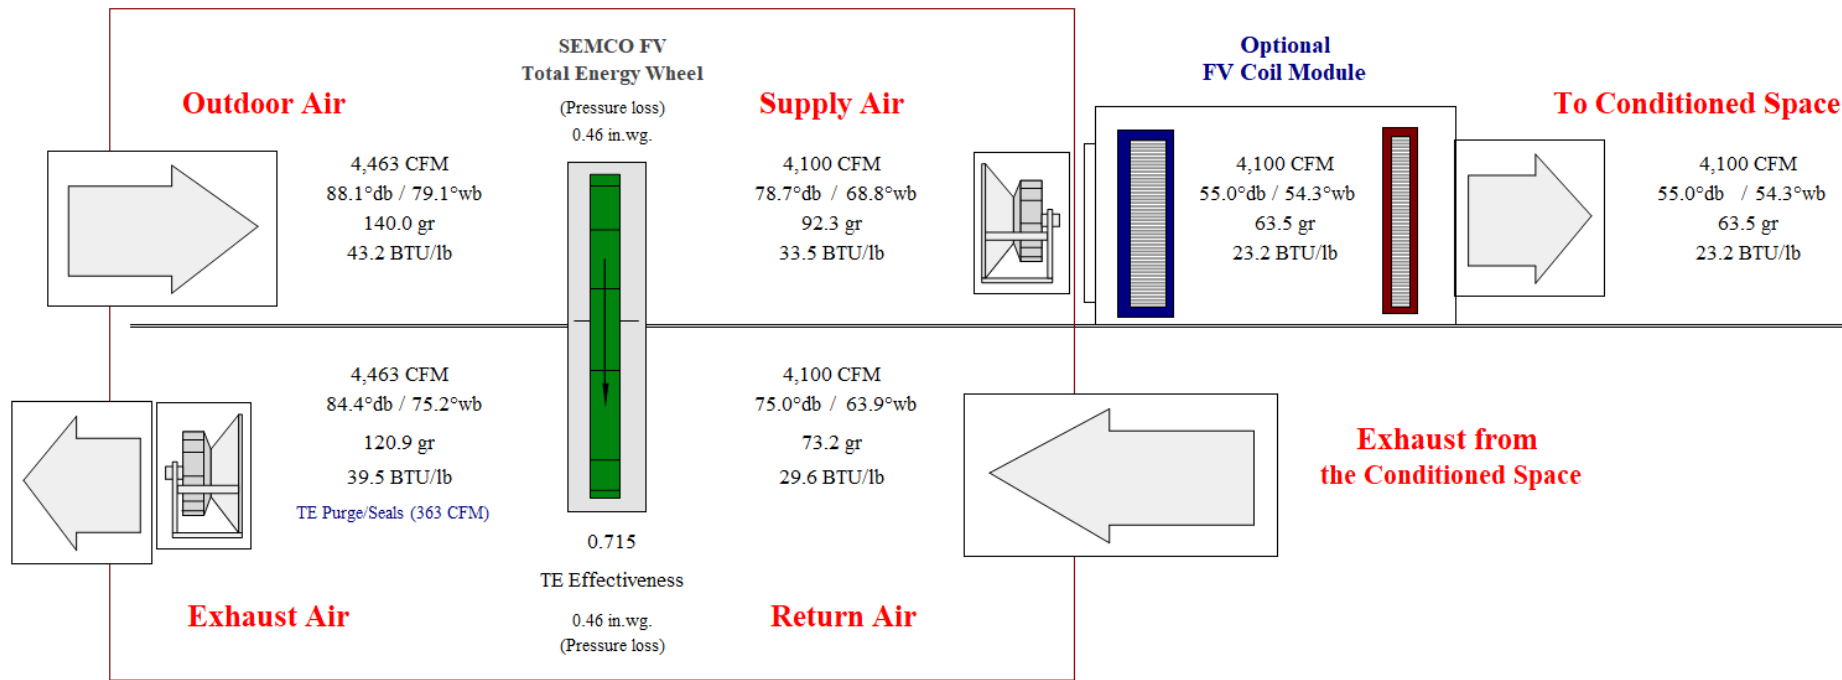 SEMCO FV
Total Energy Wheel
(Pressure loss)
0.46 in.wg.
Optional
FV Coil Module
Outdoor Air
Supply Air
To Conditioned Space
4,463 CFM
88.1°db / 79.1°wb
140.0 gr
43.2 BTU/lb
4,100 CFM
78.7°db / 68.8°wb
92.3 gr
33.5 BTU/lb
4,100 CFM
55.0°db / 54.3°wb
63.5 gr
23.2 BTU/lb
4,100 CFM
55.0°db / 54.3°wb
63.5 gr
23.2 BTU/lb
4,463 CFM
84.4°db / 75.2°wb
120.9 gr
39.5 BTU/lb
TE Purge/Seals (363 CFM)
4,100 CFM
75.0°db / 63.9°wb
73.2 gr
29.6 BTU/lb
Exhaust from
the Conditioned Space
0.715
TE Effectiveness
0.46 in.wg.
(Pressure loss)
Exhaust Air
Return Air